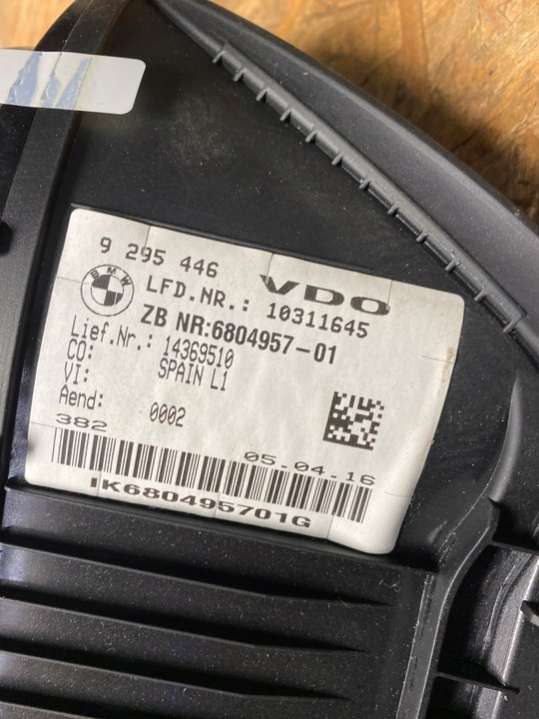 9 295 446
VDO
BMW
LFD.NR.: 10311645
ZB NR:6804957-01
Lief.Nr.: 14369510
CO: SPAIN L1
VI:
Aend: 0002
382
05.04.16
IK680495701G